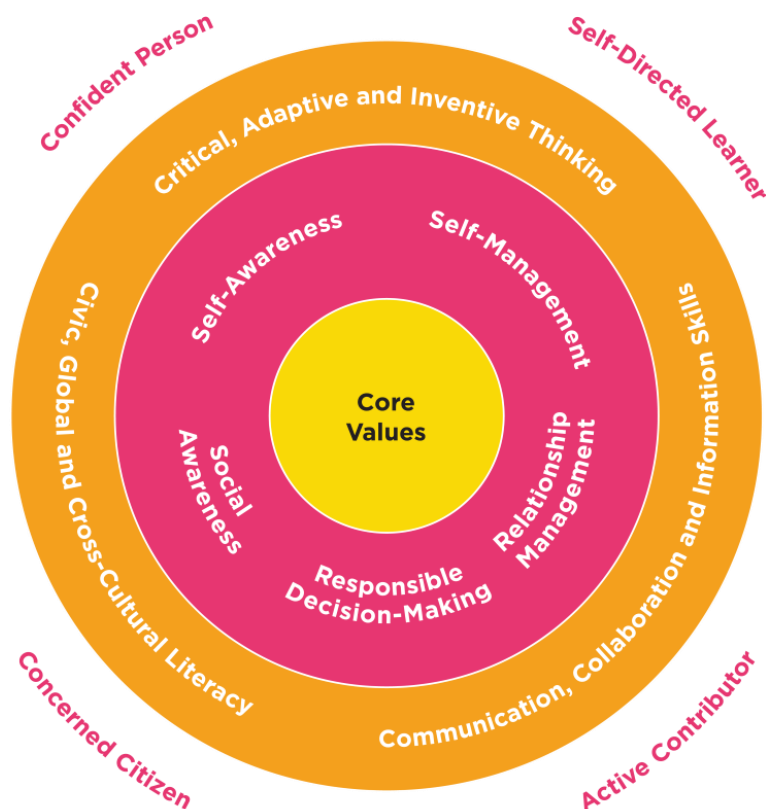 Confident Person
Self-Directed Learner
Critical, Adaptive and Inventive Thinking
Self-Awareness
Self-Management
Civic, Global and Cross-Cultural Literacy
Communication, Collaboration and Information Skills
Core
Values
Social
Awareness
Relationship
Management
Responsible
Decision-Making
Concerned Citizen
Active Contributor